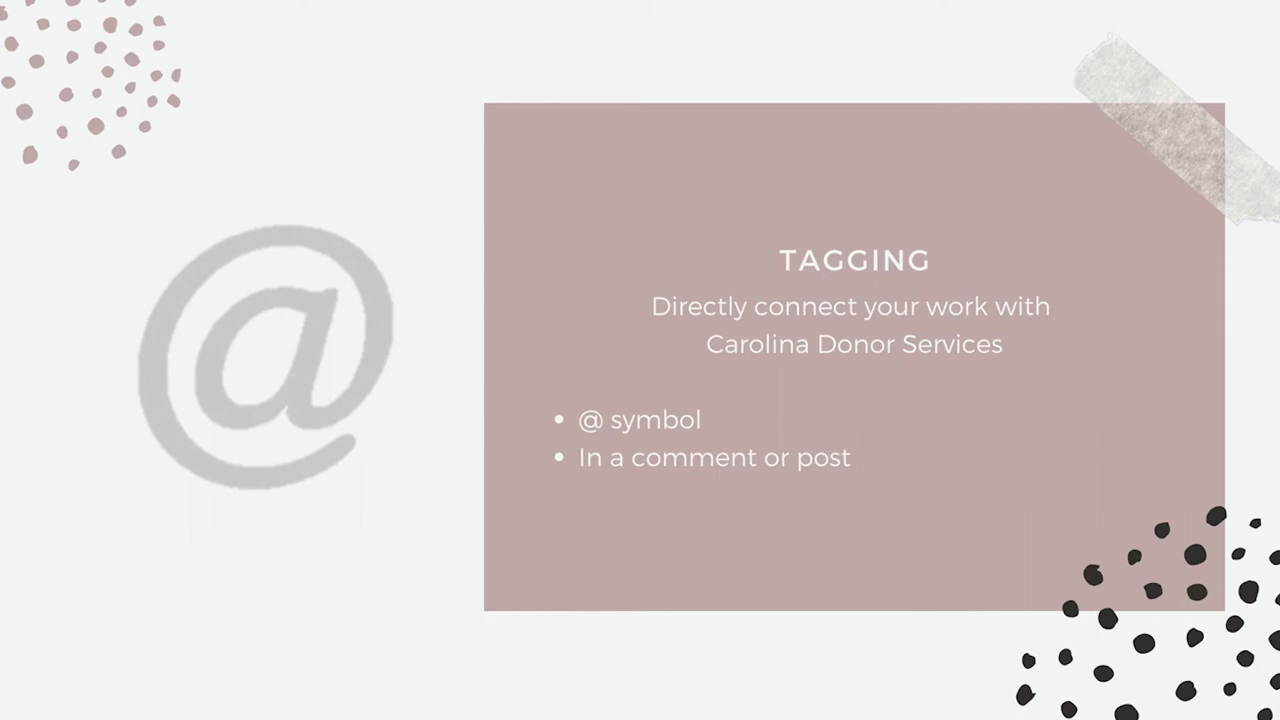 @
TAGGING
Directly connect your work with
Carolina Donor Services
• @ symbol
• In a comment or post